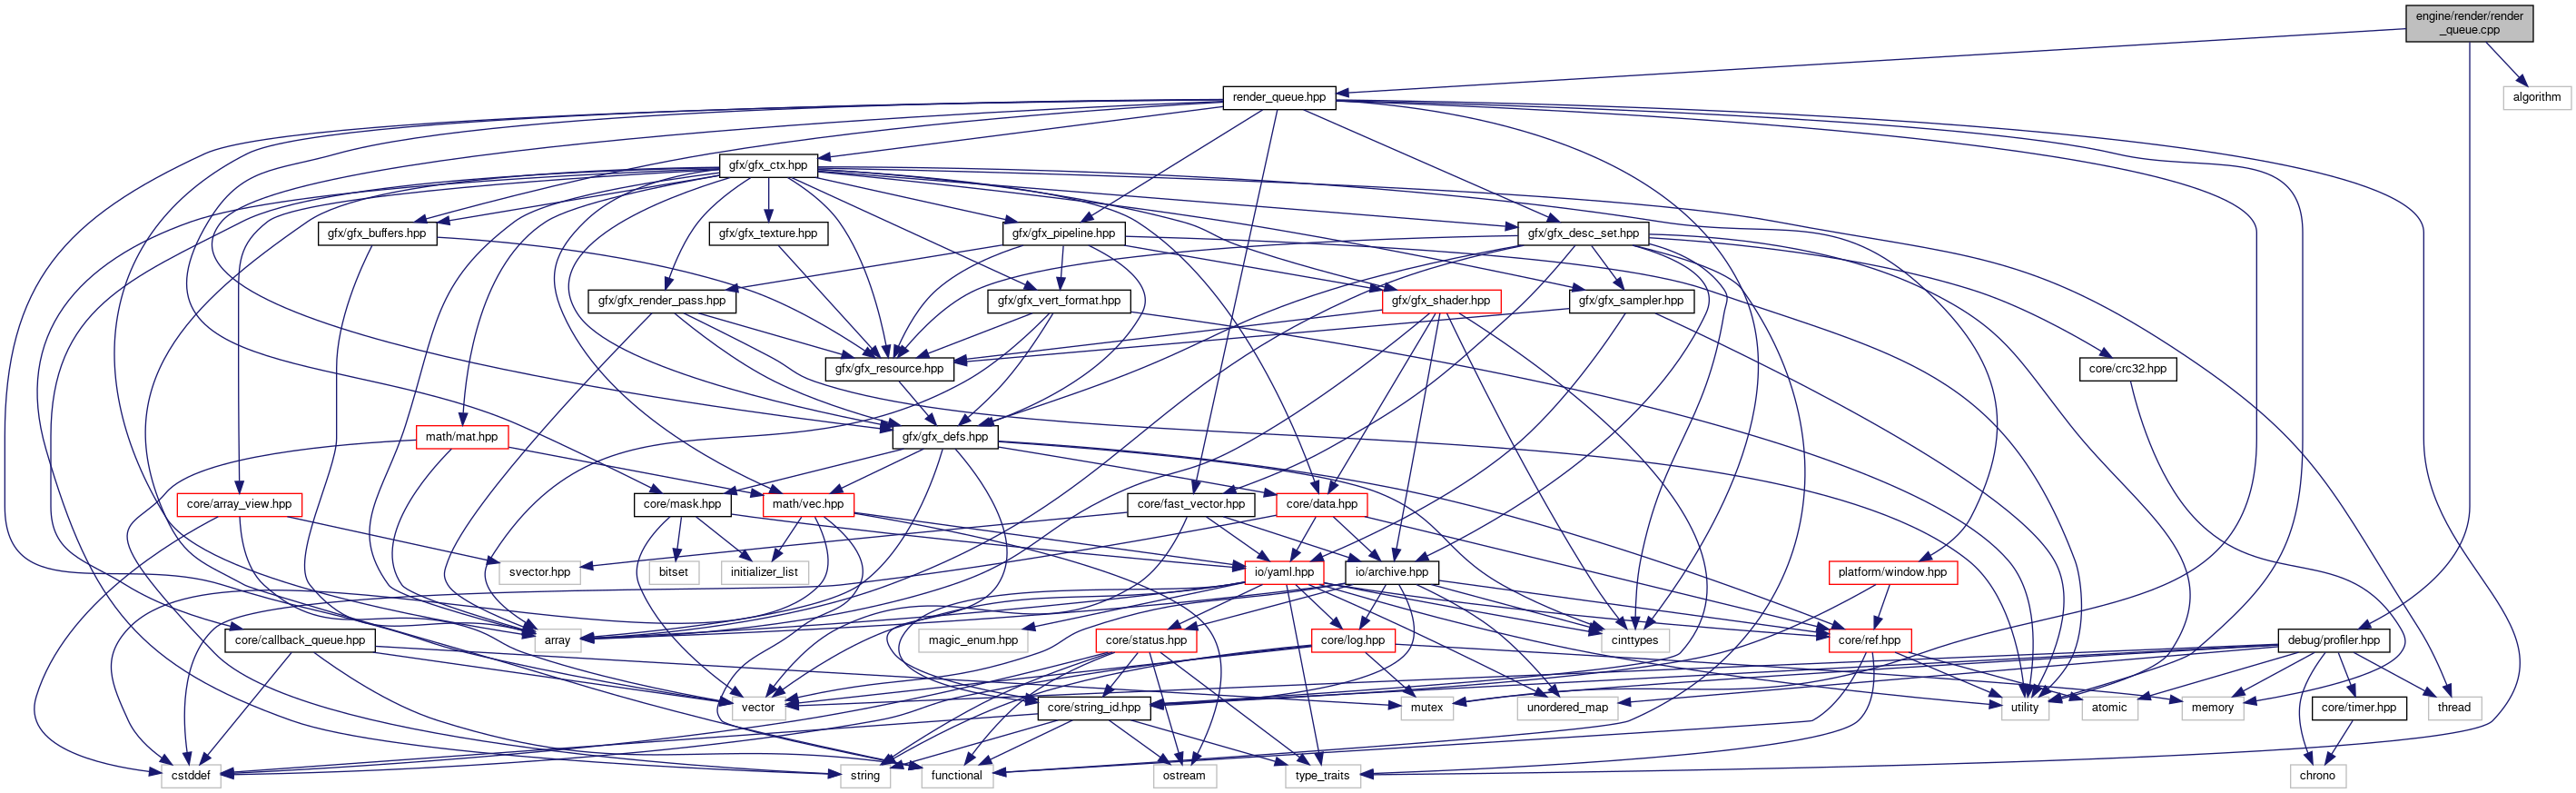 engine/render/render
_queue.cpp
render_queue.hpp
algorithm
gfx/gfx_ctx.hpp
gfx/gfx_buffers.hpp
gfx/gfx_texture.hpp
gfx/gfx_pipeline.hpp
gfx/gfx_desc_set.hpp
gfx/gfx_render_pass.hpp
gfx/gfx_vert_format.hpp
gfx/gfx_shader.hpp
gfx/gfx_sampler.hpp
gfx/gfx_resource.hpp
core/crc32.hpp
math/mat.hpp
gfx/gfx_defs.hpp
core/array_view.hpp
core/mask.hpp
math/vec.hpp
core/fast_vector.hpp
core/data.hpp
svector.hpp
bitset
initializer_list
io/yaml.hpp
io/archive.hpp
platform/window.hpp
core/callback_queue.hpp
array
magic_enum.hpp
core/status.hpp
core/log.hpp
cinttypes
core/ref.hpp
debug/profiler.hpp
vector
core/string_id.hpp
mutex
unordered_map
utility
atomic
memory
core/timer.hpp
thread
cstddef
string
functional
ostream
type_traits
chrono